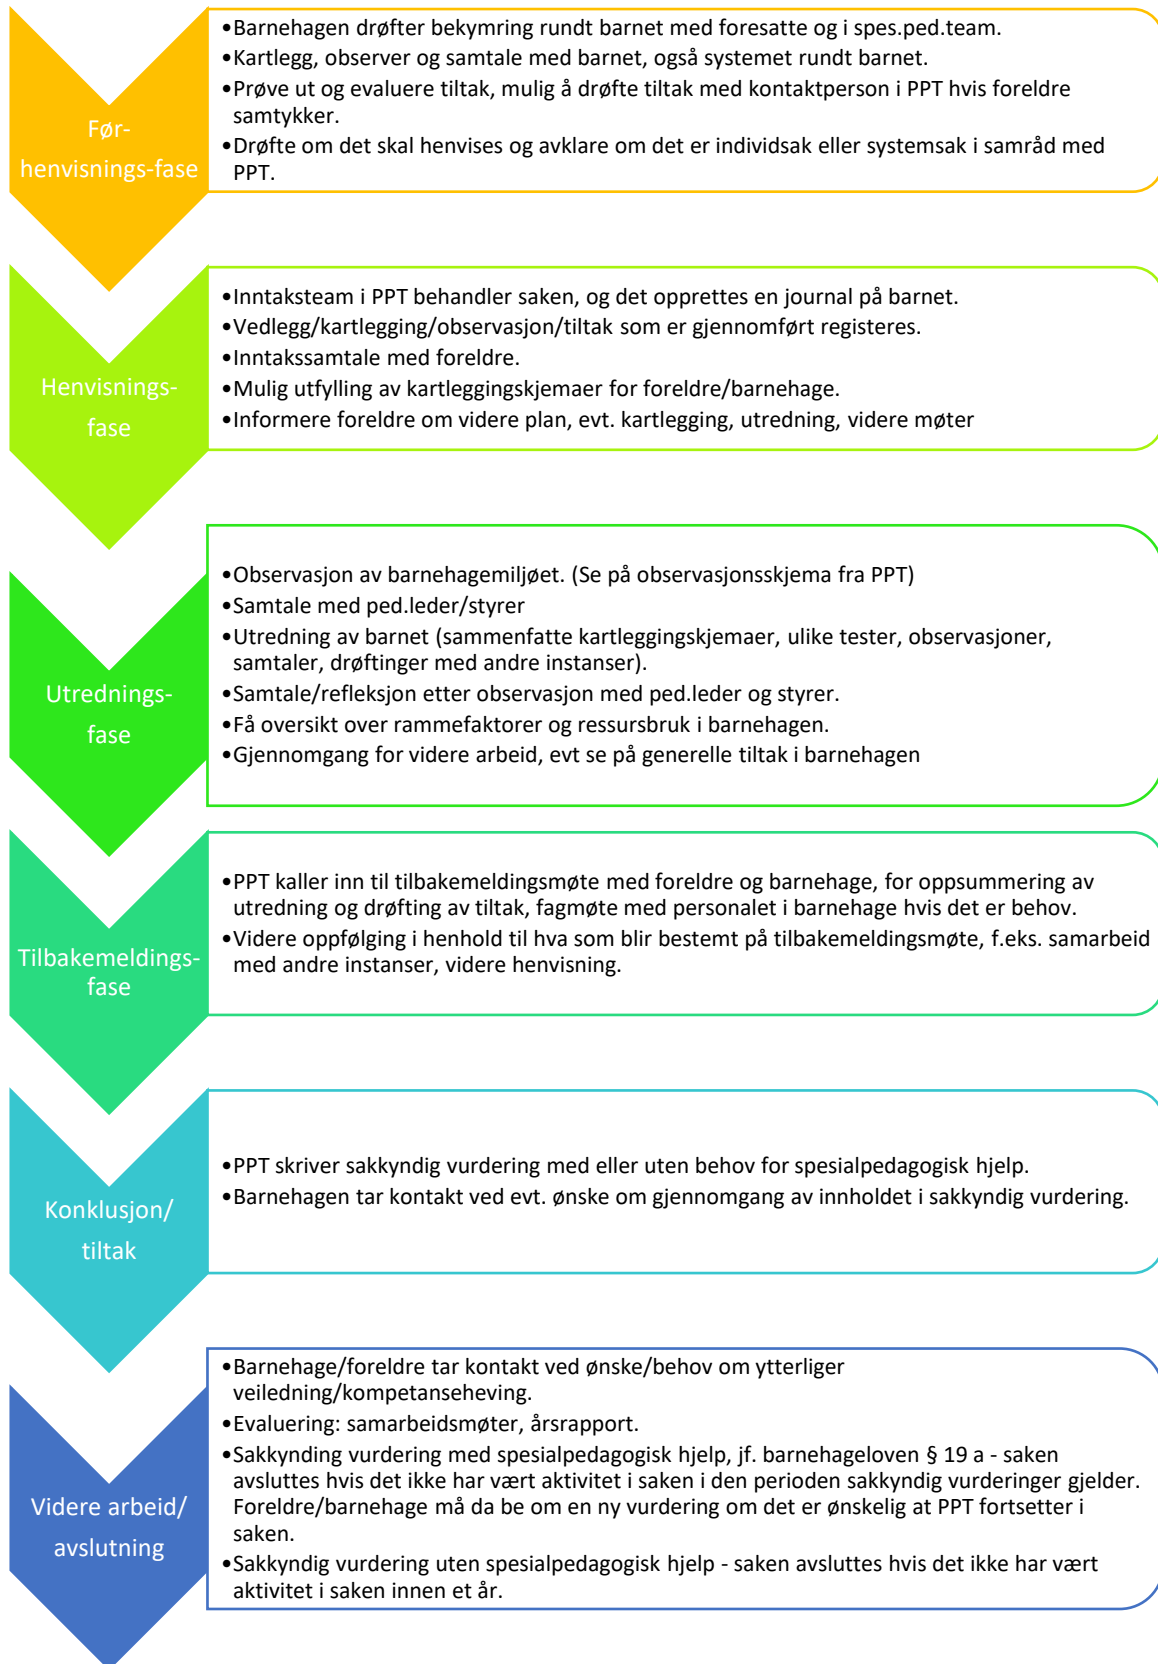 Før-
henvisnings-fase
•Barnehagen drøfter bekymring rundt barnet med foresatte og i spes.ped.team.
•Kartlegg, observer og samtale med barnet, også systemet rundt barnet.
•Prøve ut og evaluere tiltak, mulig å drøfte tiltak med kontaktperson i PPT hvis foreldre
samtykker.
•Drøfte om det skal henvises og avklare om det er individsak eller systemsak i samråd med
PPT.
Henvisnings-
fase
•Inntaksteam i PPT behandler saken, og det opprettes en journal på barnet.
•Vedlegg/kartlegging/observasjon/tiltak som er gjennomført registeres.
•Inntakssamtale med foreldre.
•Mulig utfylling av kartleggingskjemaer for foreldre/barnehage.
•Informere foreldre om videre plan, evt. kartlegging, utredning, videre møter
Utrednings-
fase
•Observasjon av barnehagemiljøet. (Se på observasjonsskjema fra PPT)
•Samtale med ped.leder/styrer
•Utredning av barnet (sammenfatte kartleggingskjemaer, ulike tester, observasjoner,
samtaler, drøftinger med andre instanser).
•Samtale/refleksjon etter observasjon med ped.leder og styrer.
•Få oversikt over rammefaktorer og ressursbruk i barnehagen.
•Gjennomgang for videre arbeid, evt se på generelle tiltak i barnehagen
Tilbakemeldings-
fase
•PPT kaller inn til tilbakemeldingsmøte med foreldre og barnehage, for oppsummering av
utredning og drøfting av tiltak, fagmøte med personalet i barnehage hvis det er behov.
•Videre oppfølging i henhold til hva som blir bestemt på tilbakemeldingsmøte, f.eks. samarbeid
med andre instanser, videre henvisning.
Konklusjon/
tiltak
•PPT skriver sakkyndig vurdering med eller uten behov for spesialpedagogisk hjelp.
•Barnehagen tar kontakt ved evt. ønske om gjennomgang av innholdet i sakkyndig vurdering.
Videre arbeid/
avslutning
•Barnehage/foreldre tar kontakt ved ønske/behov om ytterliger
veiledning/kompetanseheving.
•Evaluering: samarbeidsmøter, årsrapport.
•Sakkynding vurdering med spesialpedagogisk hjelp, jf. barnehageloven § 19 a - saken
avsluttes hvis det ikke har vært aktivitet i saken i den perioden sakkyndig vurderinger gjelder.
Foreldre/barnehage må da be om en ny vurdering om det er ønskelig at PPT fortsetter i
saken.
•Sakkyndig vurdering uten spesialpedagogisk hjelp - saken avsluttes hvis det ikke har vært
aktivitet i saken innen et år.